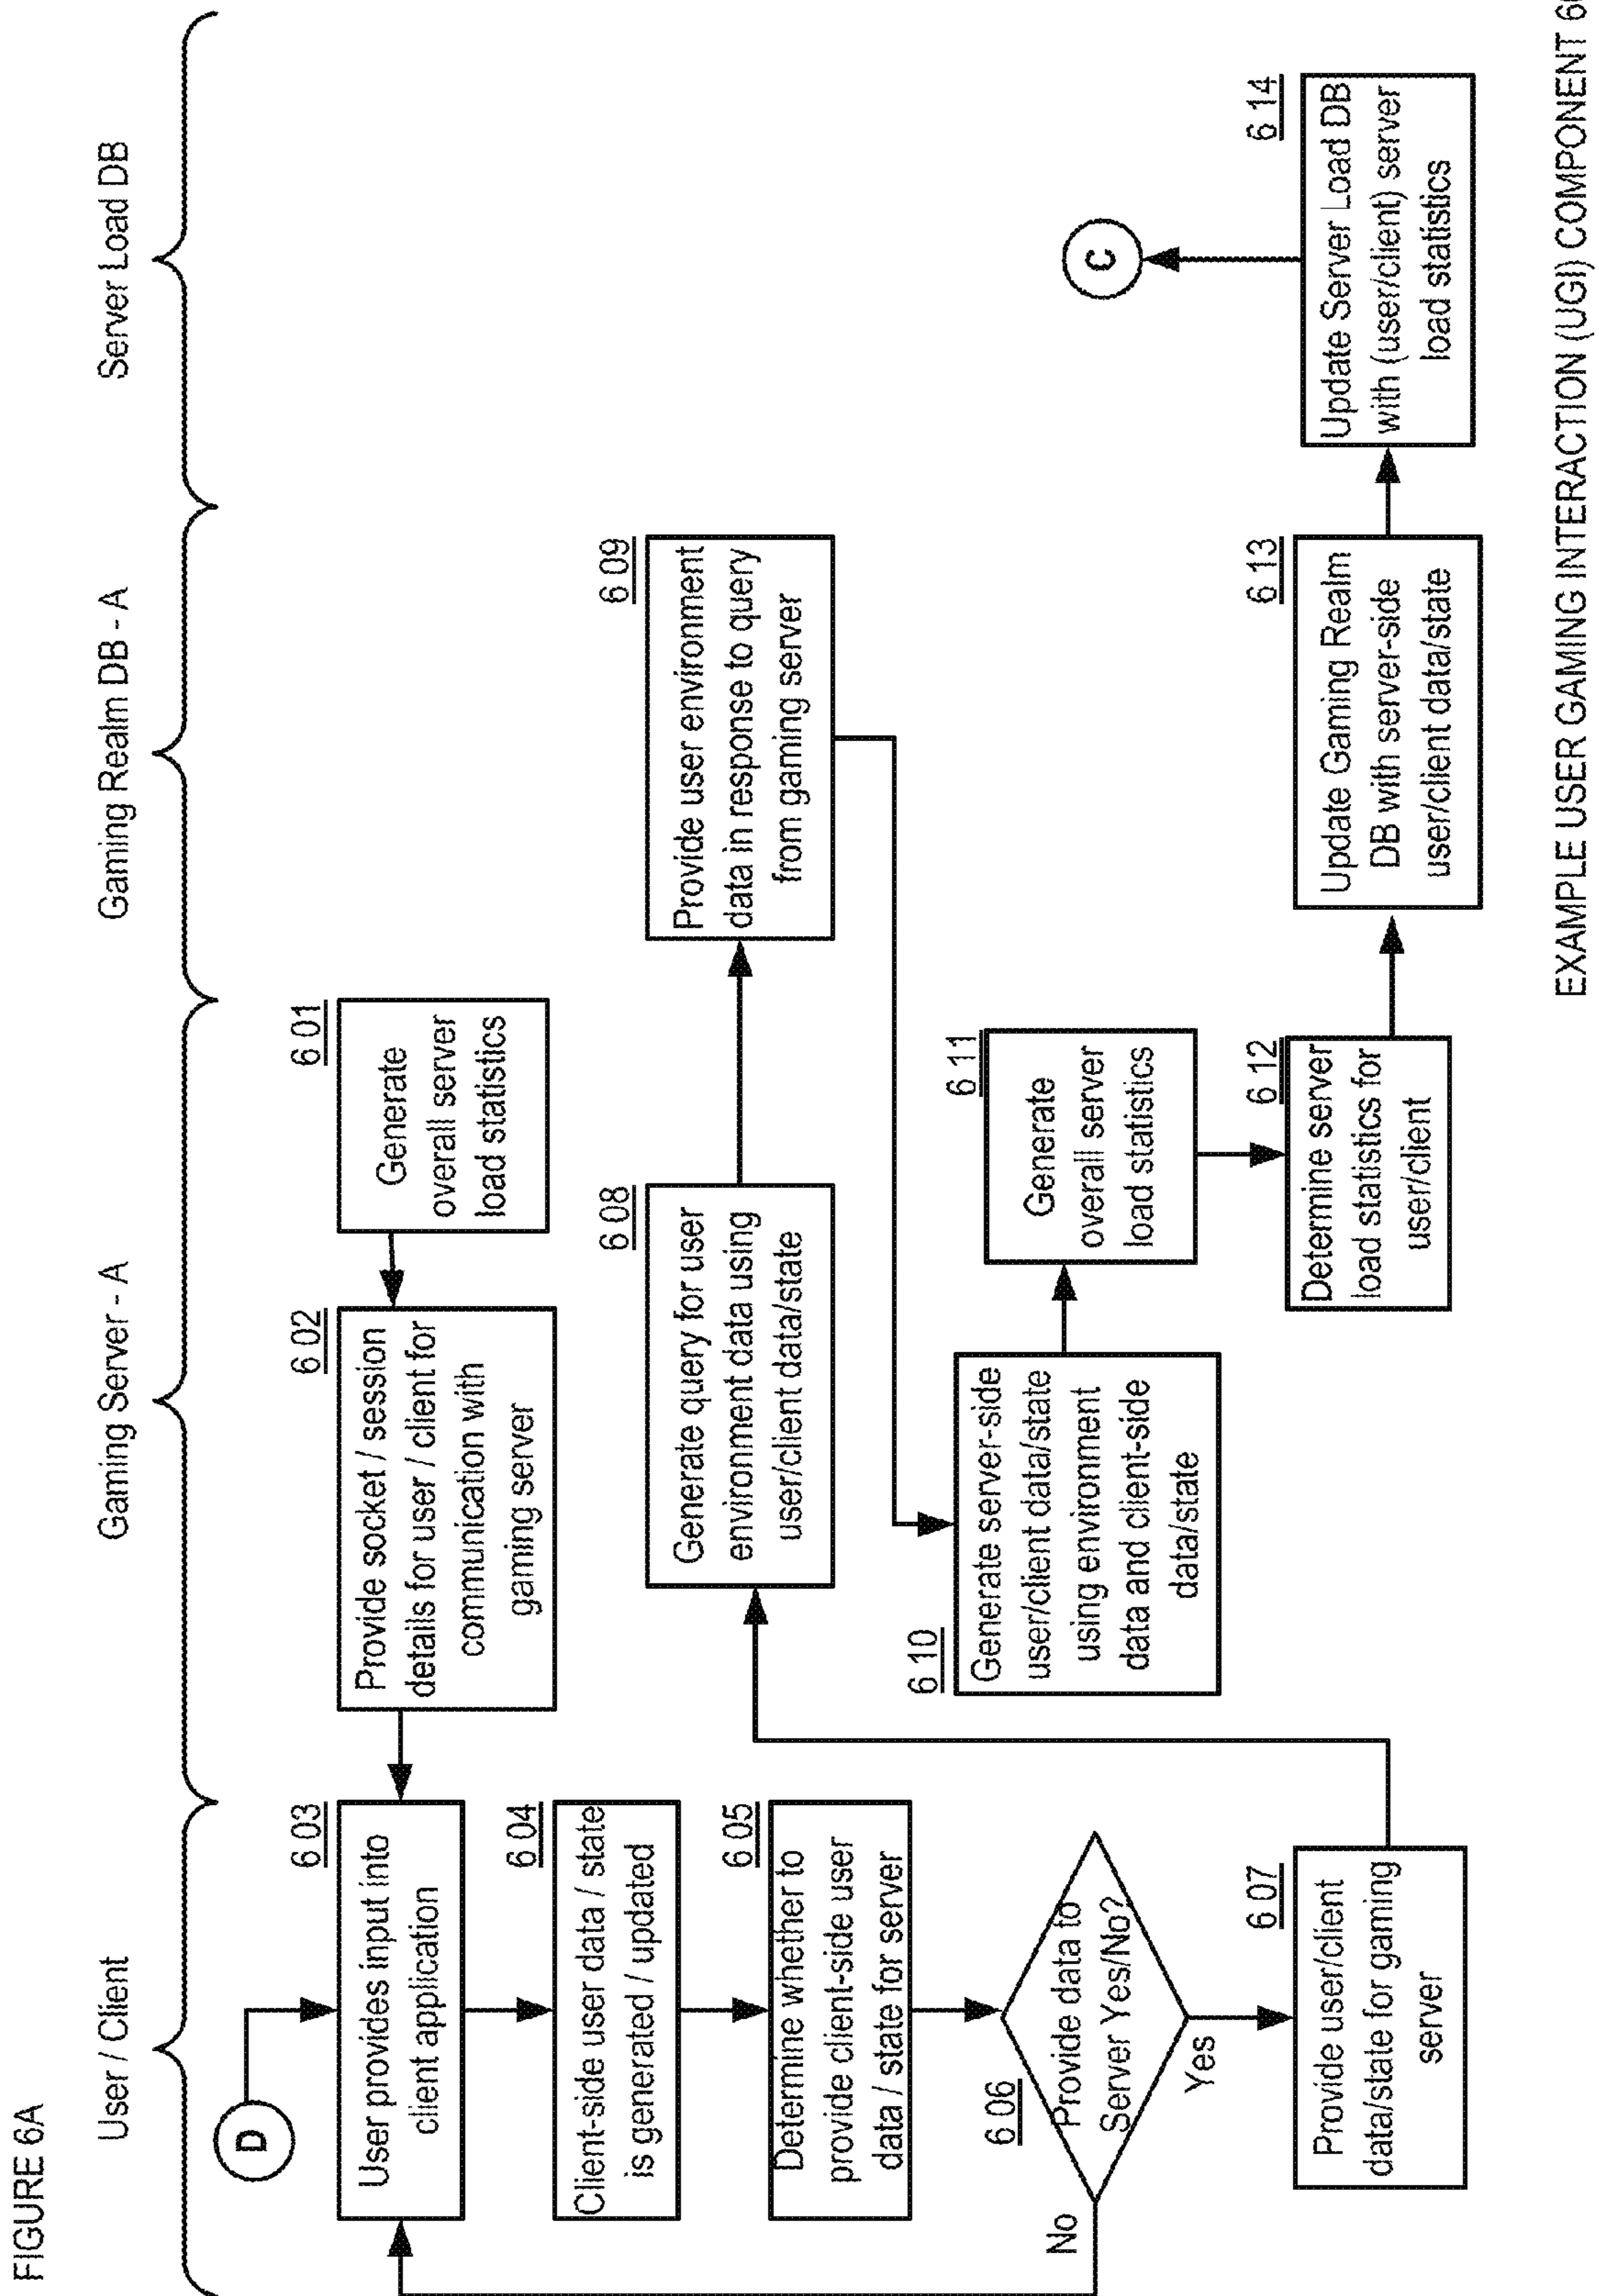 FIGURE 6A
User / Client
Gaming Server - A
Gaming Realm DB - A
Server Load DB
D
6 03
User provides input into
client application
6 02
Provide socket / session
details for user / client for
communication with
gaming server
6 01
Generate
overall server
load statistics
6 04
Client-side user data / state
is generated / updated
6 05
Determine whether to
provide client-side user
data / state for server
6 06
Provide data to
Server Yes/No?
No
Yes
6 07
Provide user/client
data/state for gaming
server
6 08
Generate query for user
environment data using
user/client data/state
6 09
Provide user environment
data in response to query
from gaming server
6 10
Generate server-side
user/client data/state
using environment
data and client-side
data/state
6 11
Generate
overall server
load statistics
6 12
Determine server
load statistics for
user/client
6 13
Update Gaming Realm
DB with server-side
user/client data/state
6 14
Update Server Load DB
with (user/client) server
load statistics
C
EXAMPLE USER GAMING INTERACTION (UGI) COMPONENT